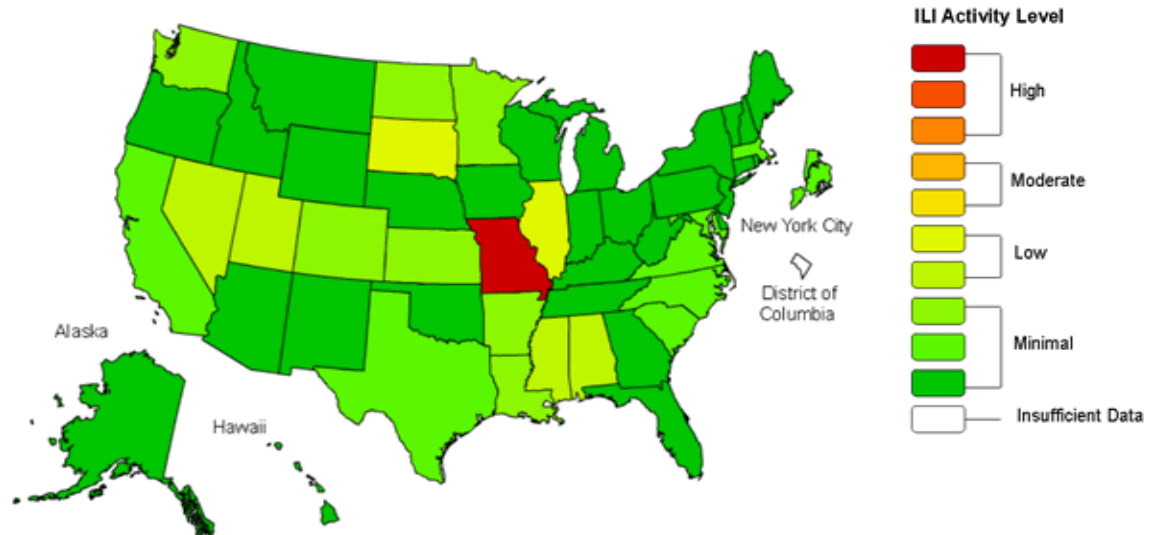 ILI Activity Level
High
Moderate
Low
Minimal
Insufficient Data
New York City
District of
Columbia
Alaska
Hawaii